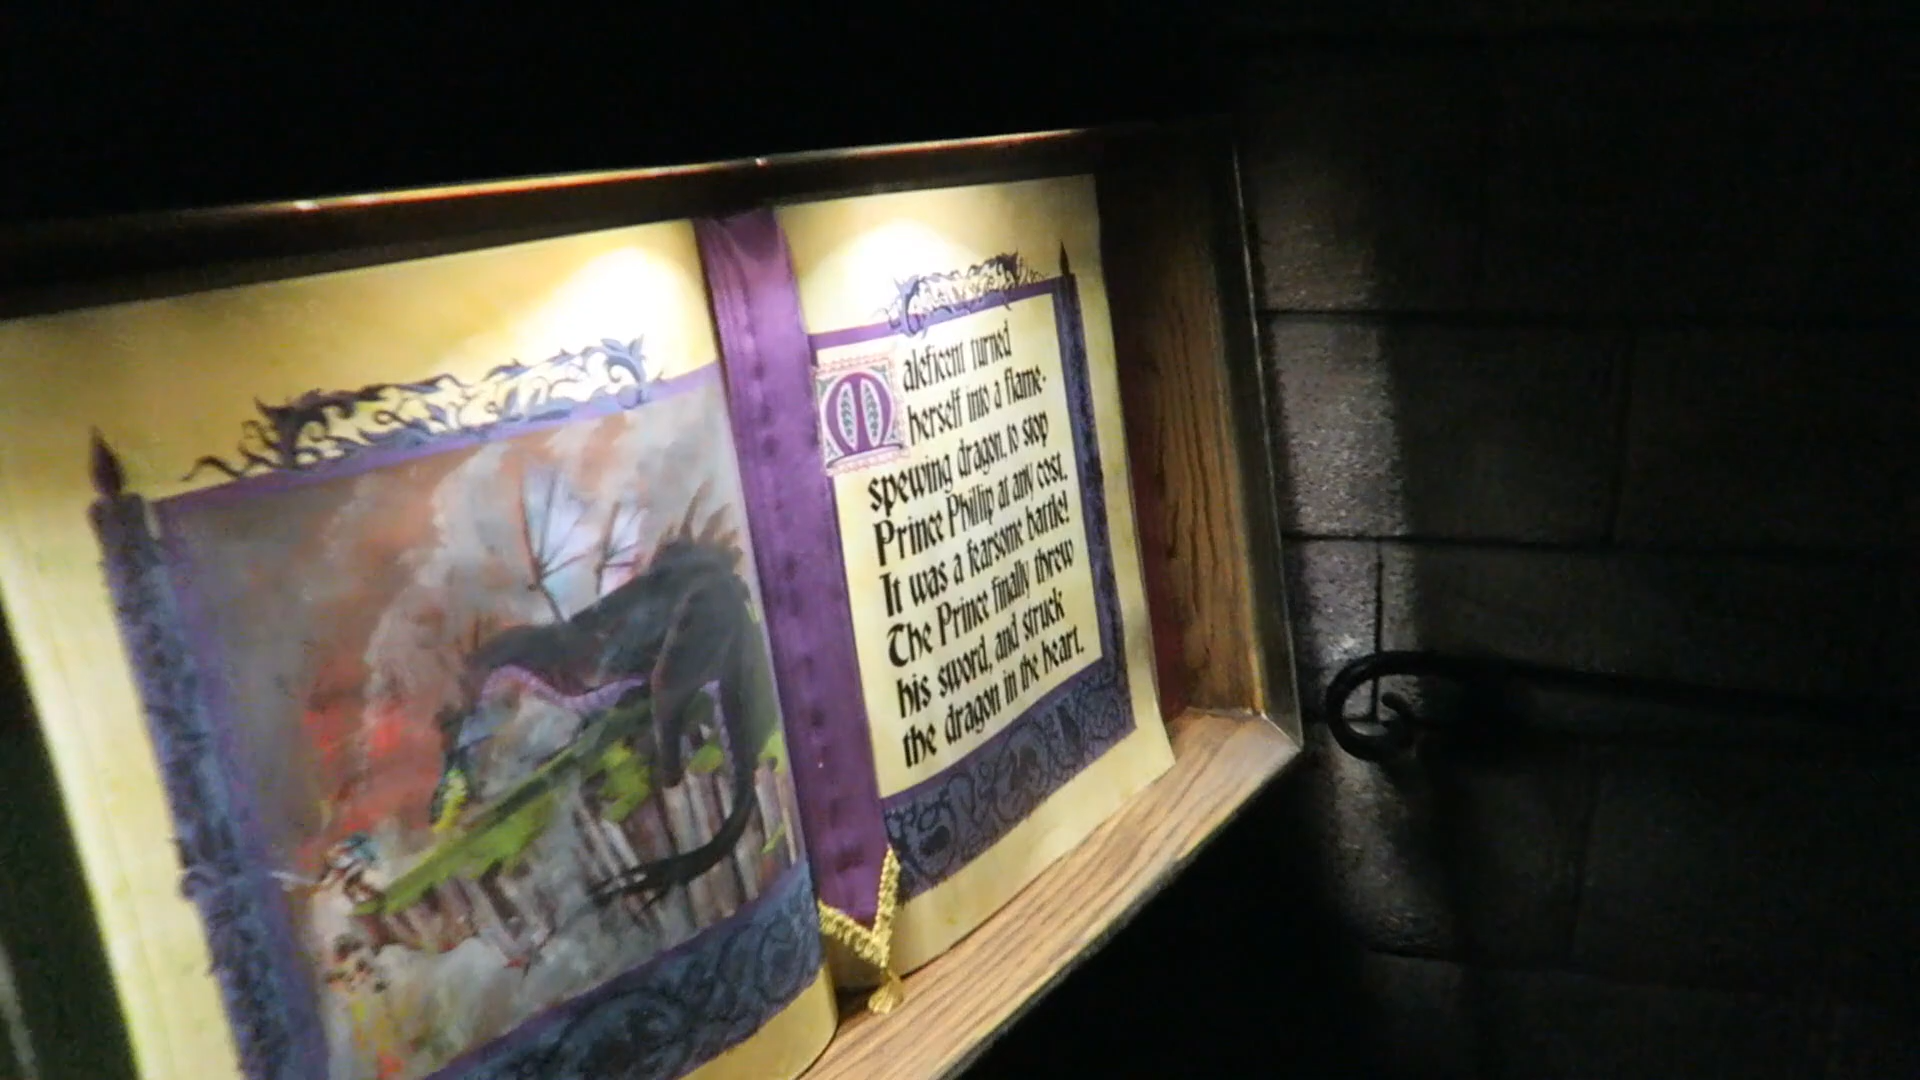 Maleficent turned
herself into a flame-
spewing dragon, to stop
Prince Phillip at any cost.
It was a fearsome battle!
The Prince finally threw
his sword, and struck
the dragon in the heart.